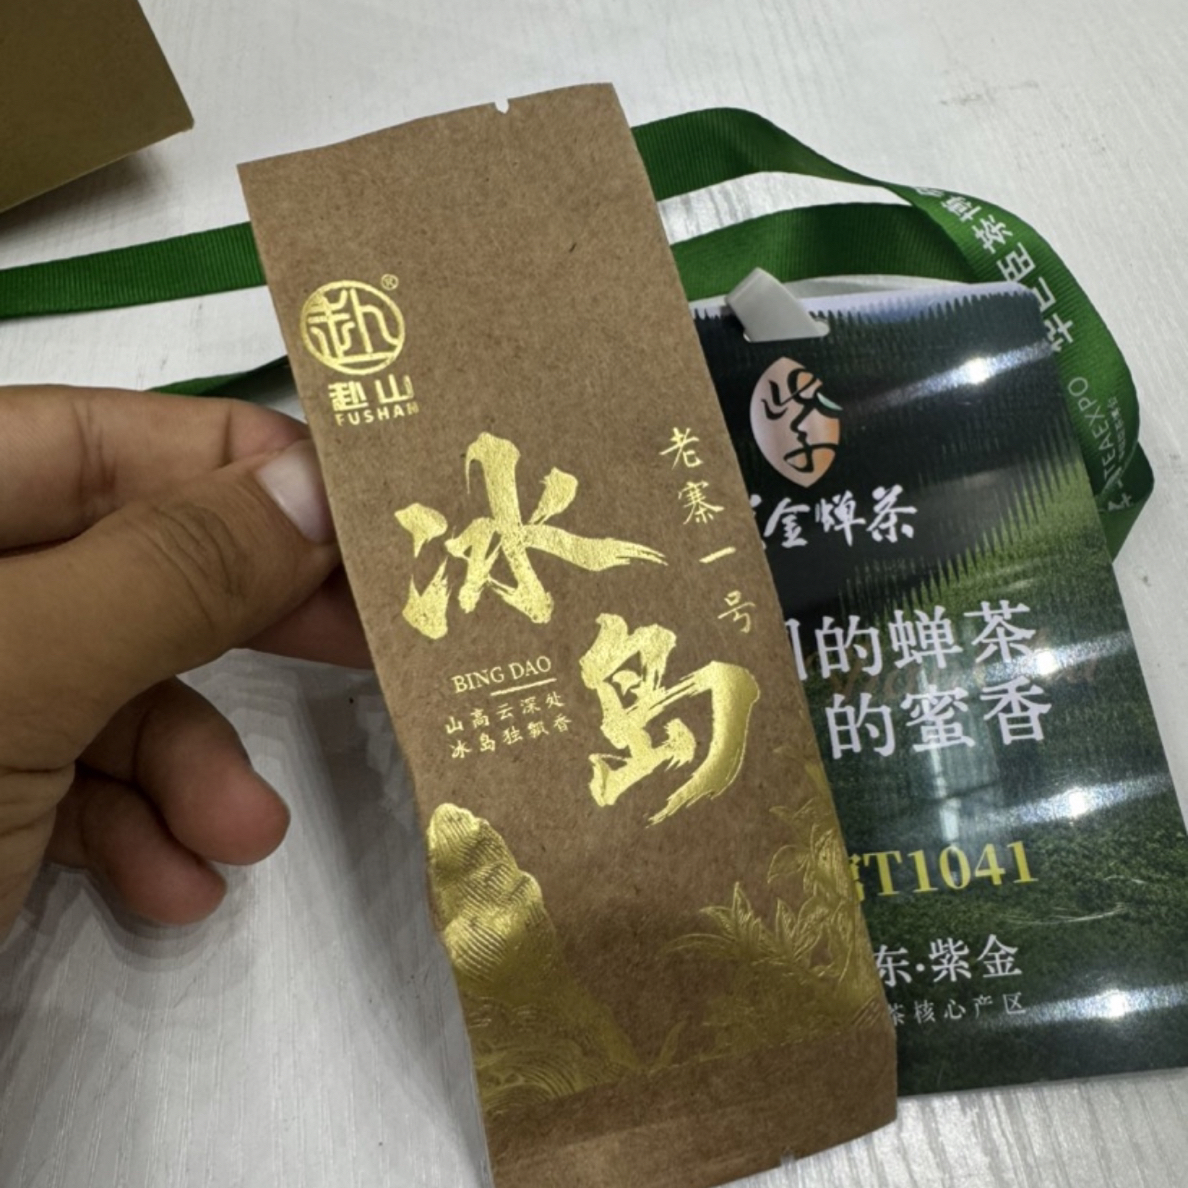 赴
®
赴山
FUSHAN
冰岛
老寨一号
BING DAO
山高云深处
冰岛独飘香
紫
金蝉茶
的蝉茶
的蜜香
T1041
东·紫金
茶核心产区
TEAEXPO